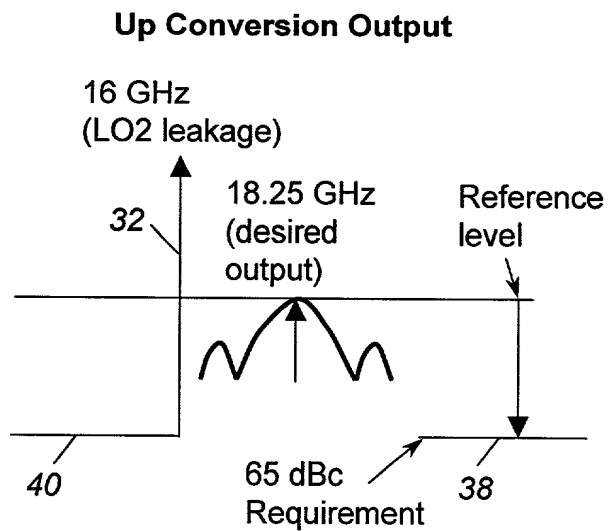 Up Conversion Output
16 GHz
(LO2 leakage)
32
18.25 GHz
(desired
output)
Reference
level
40
65 dBc
Requirement
38